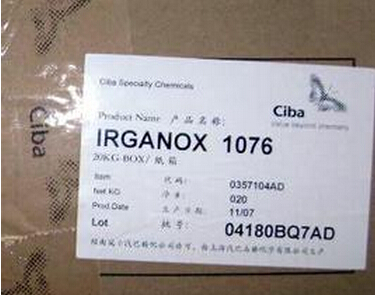 Ciba Specialty Chemicals
Ciba
Value beyond chemistry
Product Name 产品名称:
IRGANOX 1076
20KG-BOX/ 纸箱
Item 代码: 0357104AD
Net KG 净重: 020
Prod.Date 生产日期 11/07
Lot 批号: 04180BQ7AD
Ciba